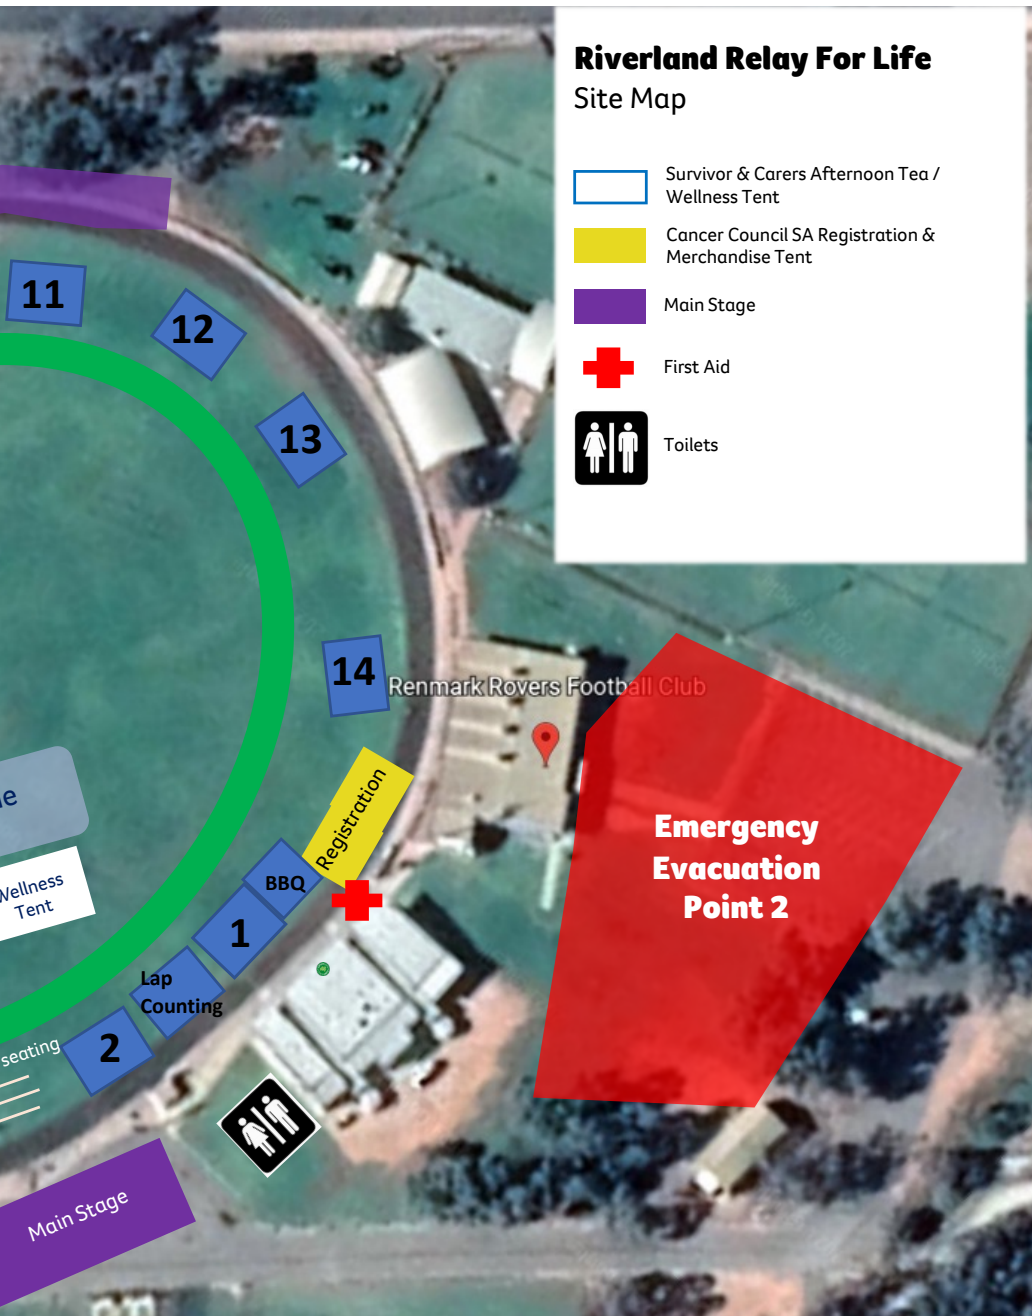 Riverland Relay For Life
Site Map
Survivor & Carers Afternoon Tea /
Wellness Tent
Cancer Council SA Registration &
Merchandise Tent
Main Stage
First Aid
Toilets
11
12
13
14
Renmark Rovers Football Club
Registration
BBQ
1
Lap
Counting
2
seating
Wellness
Tent
Main Stage
Emergency
Evacuation
Point 2